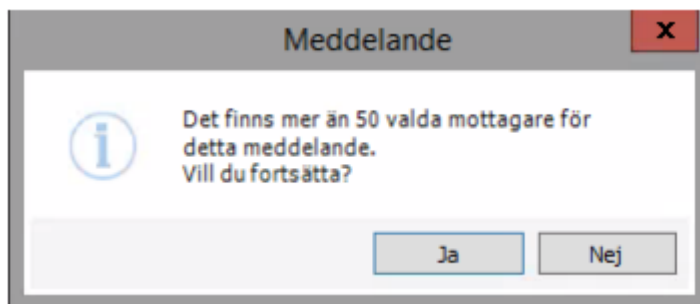 Meddelande
x
Det finns mer än 50 valda mottagare för
detta meddelande.
Vill du fortsätta?
Ja
Nej